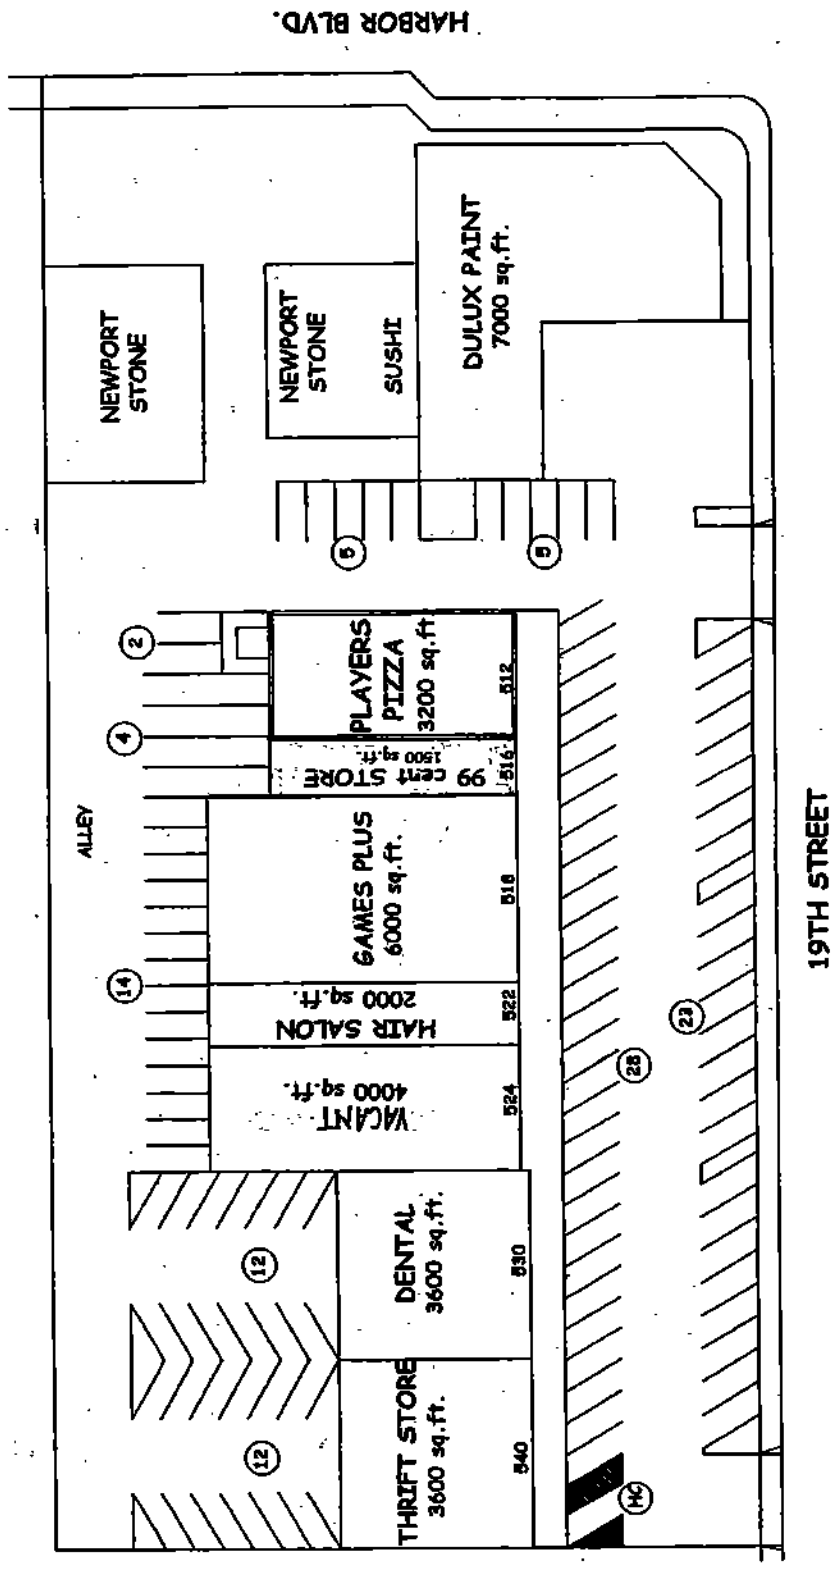 HARBOR BLVD.
NEWPORT
STONE
NEWPORT
STONE
SUSHI
DULUX PAINT
7000 sq.ft.
5
5
2
4
14
12
12
ALLEY
PLAYERS
PIZZA
3200 sq.ft.
512
99 cent STORE
1500 sq.ft.
516
GAMES PLUS
6000 sq.ft.
518
HAIR SALON
2000 sq.ft.
522
VACANT
4000 sq.ft.
524
DENTAL
3600 sq.ft.
530
THRIFT STORE
3600 sq.ft.
540
28
23
HC
19TH STREET